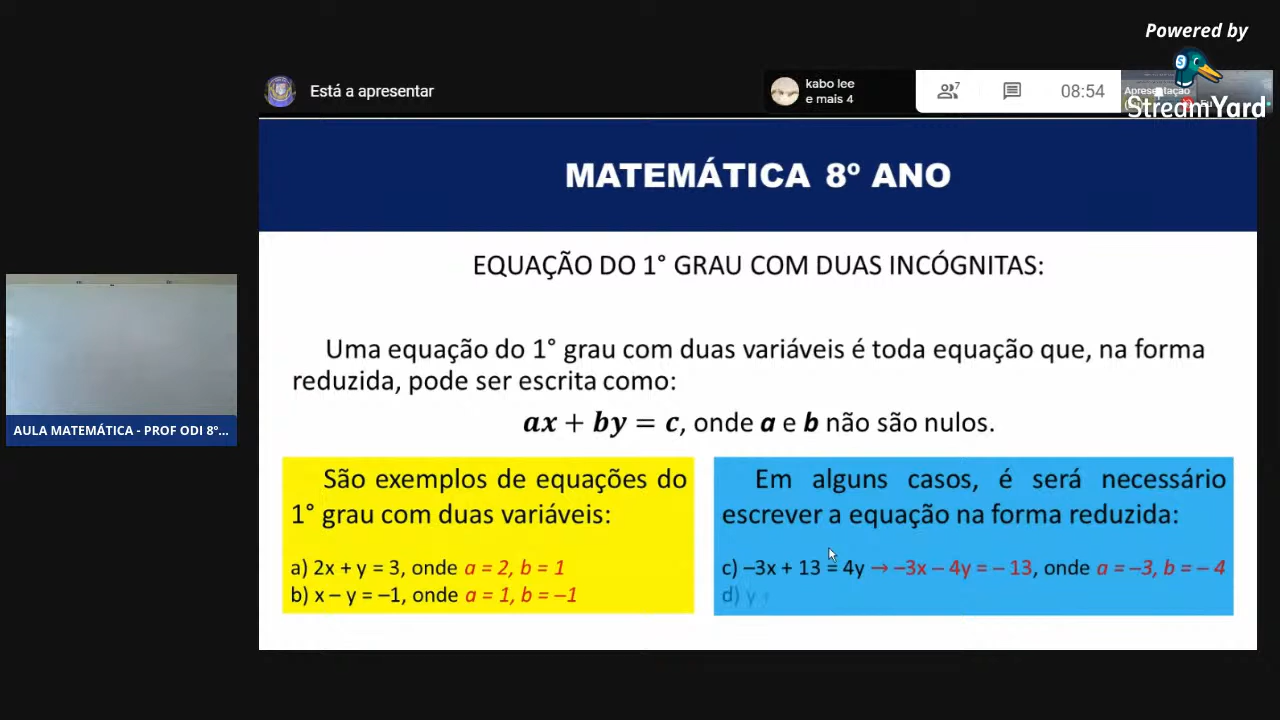 Powered by
StreamYard
Está a apresentar
kabo lee
e mais 4
7
08:54
Apresentação
Eu
MATEMÁTICA 8º ANO
EQUAÇÃO DO 1° GRAU COM DUAS INCÓGNITAS:
Uma equação do 1° grau com duas variáveis é toda equação que, na forma
reduzida, pode ser escrita como:
ax + by = c, onde a e b não são nulos.
São exemplos de equações do
1° grau com duas variáveis:
a) 2x + y = 3, onde a = 2, b = 1
b) x – y = –1, onde a = 1, b = –1
Em alguns casos, é será necessário
escrever a equação na forma reduzida:
c) –3x + 13 = 4y → –3x – 4y = – 13, onde a = –3, b = – 4
d) y
AULA MATEMÁTICA - PROF ODI 8°...